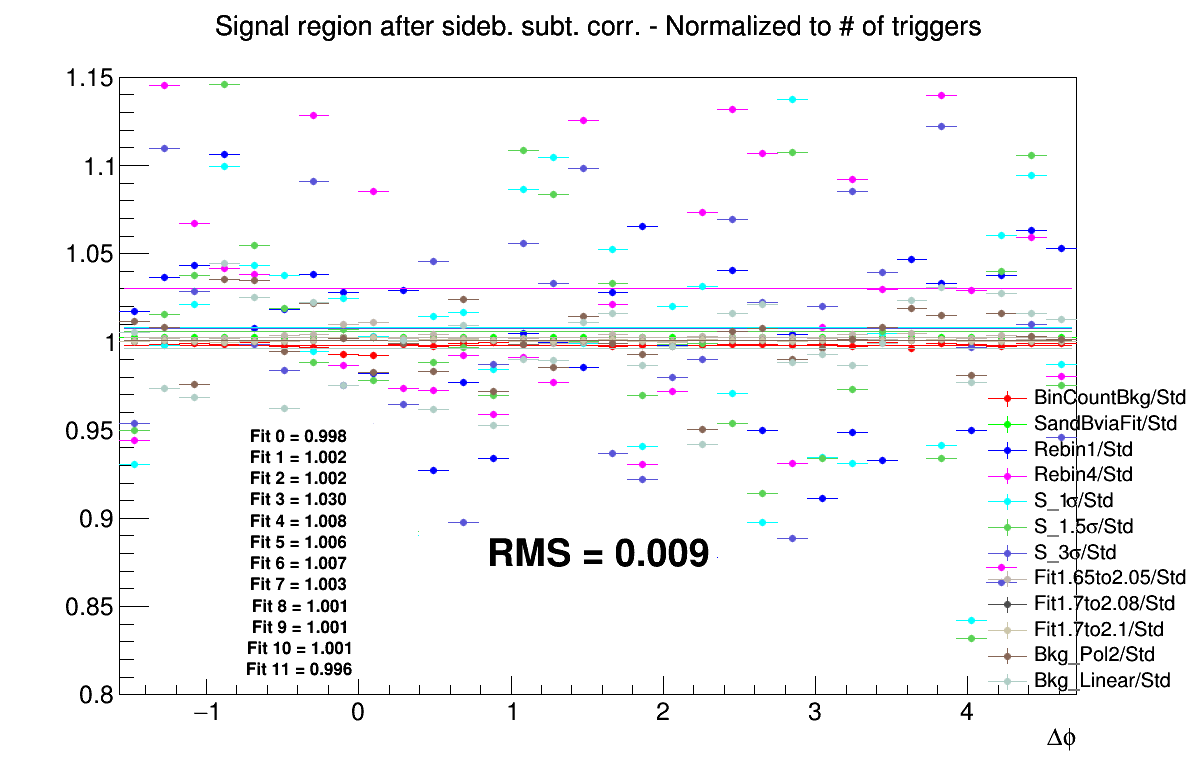 Signal region after sideb. subt. corr. - Normalized to # of triggers
1.15
1.1
1.05
1
0.95
0.9
0.85
0.8
Fit 0 = 0.998
Fit 1 = 1.002
Fit 2 = 1.002
Fit 3 = 1.030
Fit 4 = 1.008
Fit 5 = 1.006
Fit 6 = 1.007
Fit 7 = 1.003
Fit 8 = 1.001
Fit 9 = 1.001
Fit 10 = 1.001
Fit 11 = 0.996
RMS = 0.009
BinCountBkg/Std
SandBviaFit/Std
Rebin1/Std
Rebin4/Std
S_1σ/Std
S_1.5σ/Std
S_3σ/Std
Fit1.65to2.05/Std
Fit1.7to2.08/Std
Fit1.7to2.1/Std
Bkg_Pol2/Std
Bkg_Linear/Std
−1 0 1 2 3 4
Δϕ